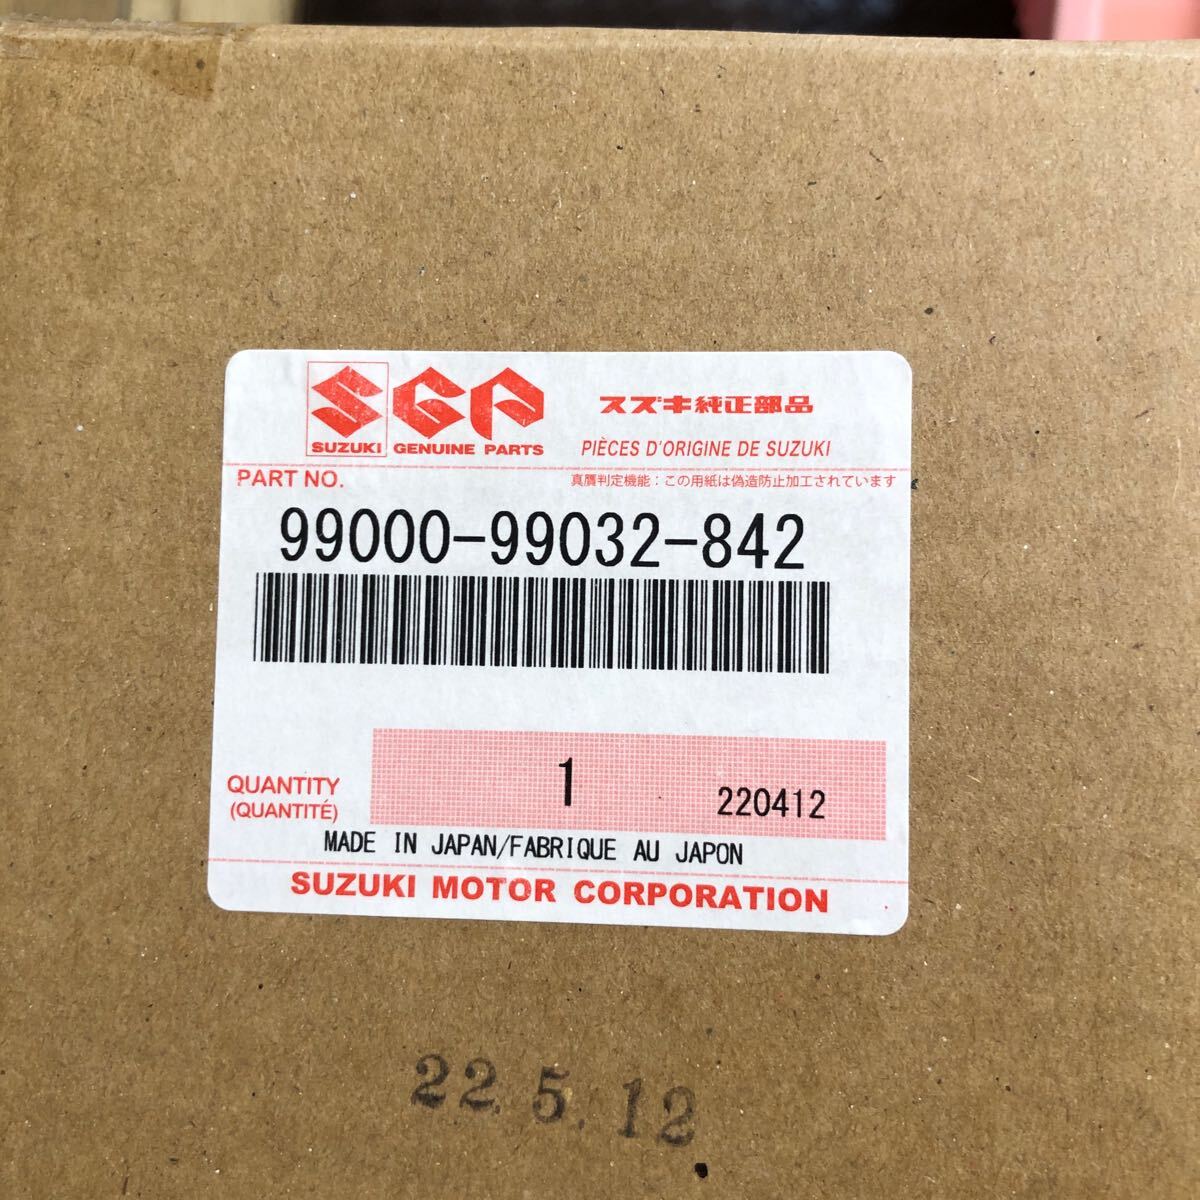 SUZUKI
SGP
GENUINE PARTS
スズキ純正部品
PIÈCES D'ORIGINE DE SUZUKI
PART NO.
真贋判定機能：この用紙は偽造防止加工されています
99000-99032-842
QUANTITY
(QUANTITÉ)
1
220412
MADE IN JAPAN/FABRIQUE AU JAPON
SUZUKI MOTOR CORPORATION
22.5.12